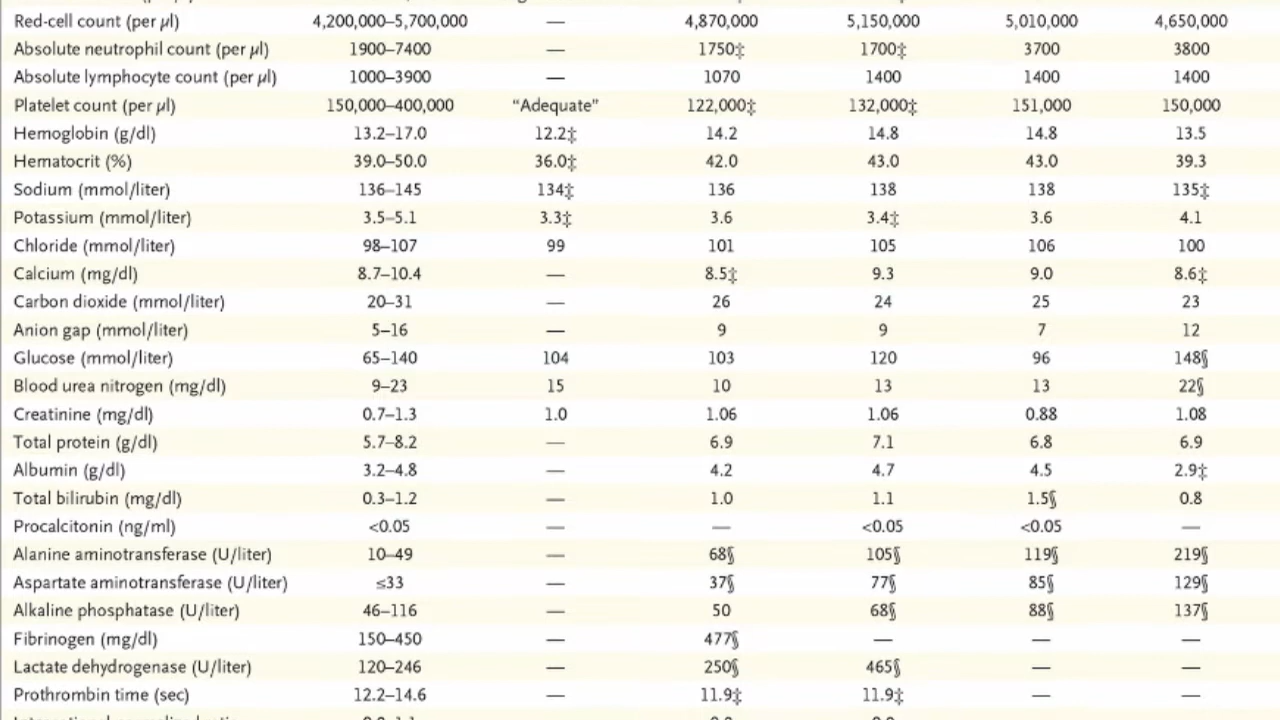 Red-cell count (per µl) 4,200,000–5,700,000 — 4,870,000 5,150,000 5,010,000 4,650,000
Absolute neutrophil count (per µl) 1900–7400 — 1750‡ 1700‡ 3700 3800
Absolute lymphocyte count (per µl) 1000–3900 — 1070 1400 1400 1400
Platelet count (per µl) 150,000–400,000 “Adequate” 122,000‡ 132,000‡ 151,000 150,000
Hemoglobin (g/dl) 13.2–17.0 12.2‡ 14.2 14.8 14.8 13.5
Hematocrit (%) 39.0–50.0 36.0‡ 42.0 43.0 43.0 39.3
Sodium (mmol/liter) 136–145 134‡ 136 138 138 135‡
Potassium (mmol/liter) 3.5–5.1 3.3‡ 3.6 3.4‡ 3.6 4.1
Chloride (mmol/liter) 98–107 99 101 105 106 100
Calcium (mg/dl) 8.7–10.4 — 8.5‡ 9.3 9.0 8.6‡
Carbon dioxide (mmol/liter) 20–31 — 26 24 25 23
Anion gap (mmol/liter) 5–16 — 9 9 7 12
Glucose (mmol/liter) 65–140 104 103 120 96 148§
Blood urea nitrogen (mg/dl) 9–23 15 10 13 13 22§
Creatinine (mg/dl) 0.7–1.3 1.0 1.06 1.06 0.88 1.08
Total protein (g/dl) 5.7–8.2 — 6.9 7.1 6.8 6.9
Albumin (g/dl) 3.2–4.8 — 4.2 4.7 4.5 2.9‡
Total bilirubin (mg/dl) 0.3–1.2 — 1.0 1.1 1.5§ 0.8
Procalcitonin (ng/ml) <0.05 — — <0.05 <0.05 —
Alanine aminotransferase (U/liter) 10–49 — 68§ 105§ 119§ 219§
Aspartate aminotransferase (U/liter) ≤33 — 37§ 77§ 85§ 129§
Alkaline phosphatase (U/liter) 46–116 — 50 68§ 88§ 137§
Fibrinogen (mg/dl) 150–450 — 477§ — — —
Lactate dehydrogenase (U/liter) 120–246 — 250§ 465§ — —
Prothrombin time (sec) 12.2–14.6 — 11.9‡ 11.9‡ — —